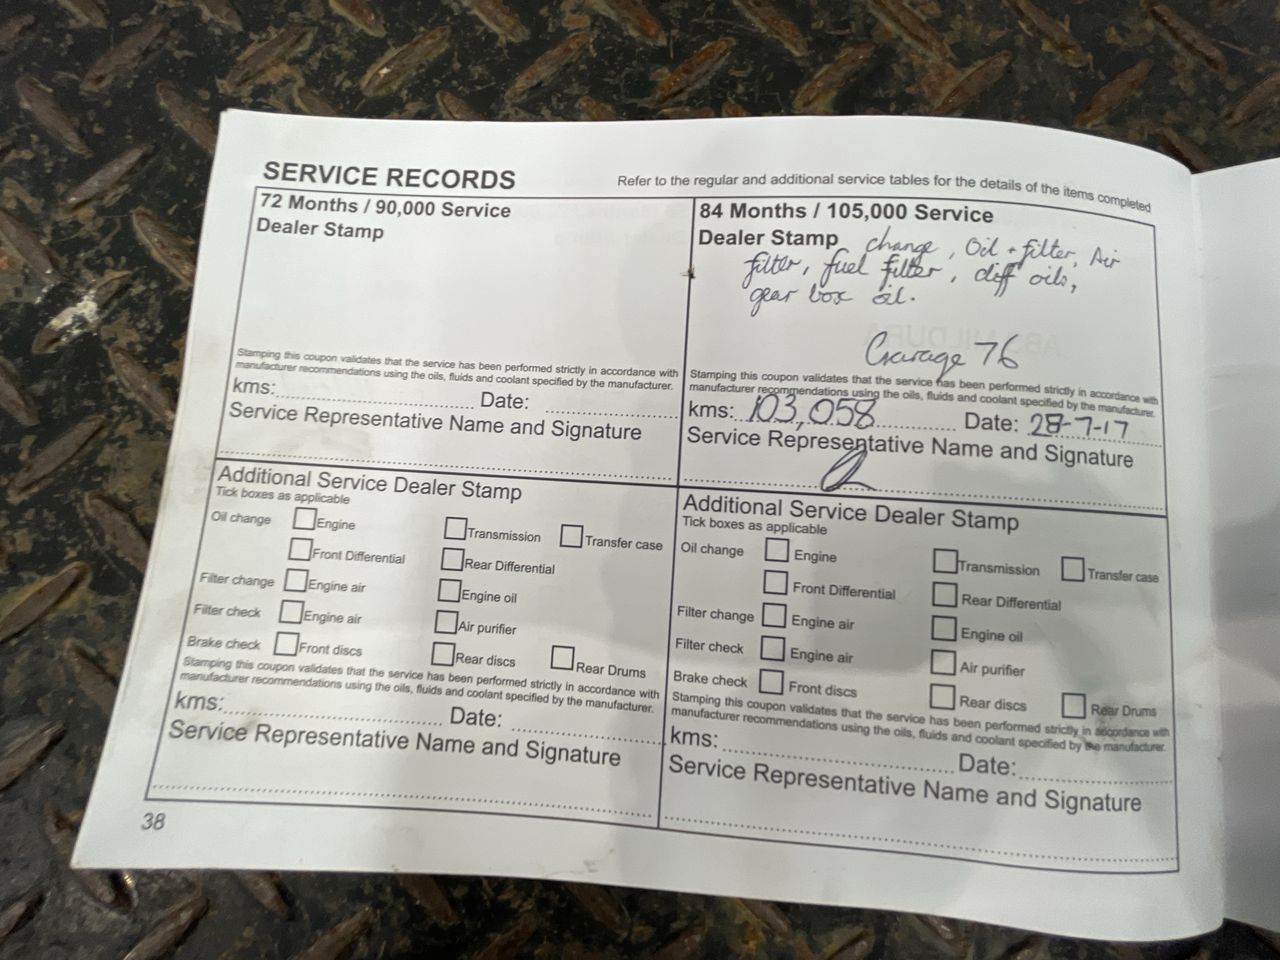 SERVICE RECORDS
Refer to the regular and additional service tables for the details of the items completed
72 Months / 90,000 Service
Dealer Stamp
Stamping this coupon validates that the service has been performed strictly in accordance with
manufacturer recommendations using the oils, fluids and coolant specified by the manufacturer.
kms: Date:
Service Representative Name and Signature
84 Months / 105,000 Service
Dealer Stamp change, Oil + filter, Air
filter, fuel filter, diff oils,
gear box oil.
Garage 76
Stamping this coupon validates that the service has been performed strictly in accordance with
manufacturer recommendations using the oils, fluids and coolant specified by the manufacturer.
kms: 103,058 Date: 28-7-17
Service Representative Name and Signature
Additional Service Dealer Stamp
Tick boxes as applicable
Oil change Engine Transmission Transfer case
Front Differential Rear Differential
Filter change Engine air Engine oil
Filter check Engine air Air purifier
Brake check Front discs Rear discs Rear Drums
Stamping this coupon validates that the service has been performed strictly in accordance with
manufacturer recommendations using the oils, fluids and coolant specified by the manufacturer.
kms: Date:
Service Representative Name and Signature
Additional Service Dealer Stamp
Tick boxes as applicable
Oil change Engine Transmission Transfer case
Front Differential Rear Differential
Filter change Engine air Engine oil
Filter check Engine air Air purifier
Brake check Front discs Rear discs Rear Drums
Stamping this coupon validates that the service has been performed strictly in accordance with
manufacturer recommendations using the oils, fluids and coolant specified by the manufacturer.
kms: Date:
Service Representative Name and Signature
38